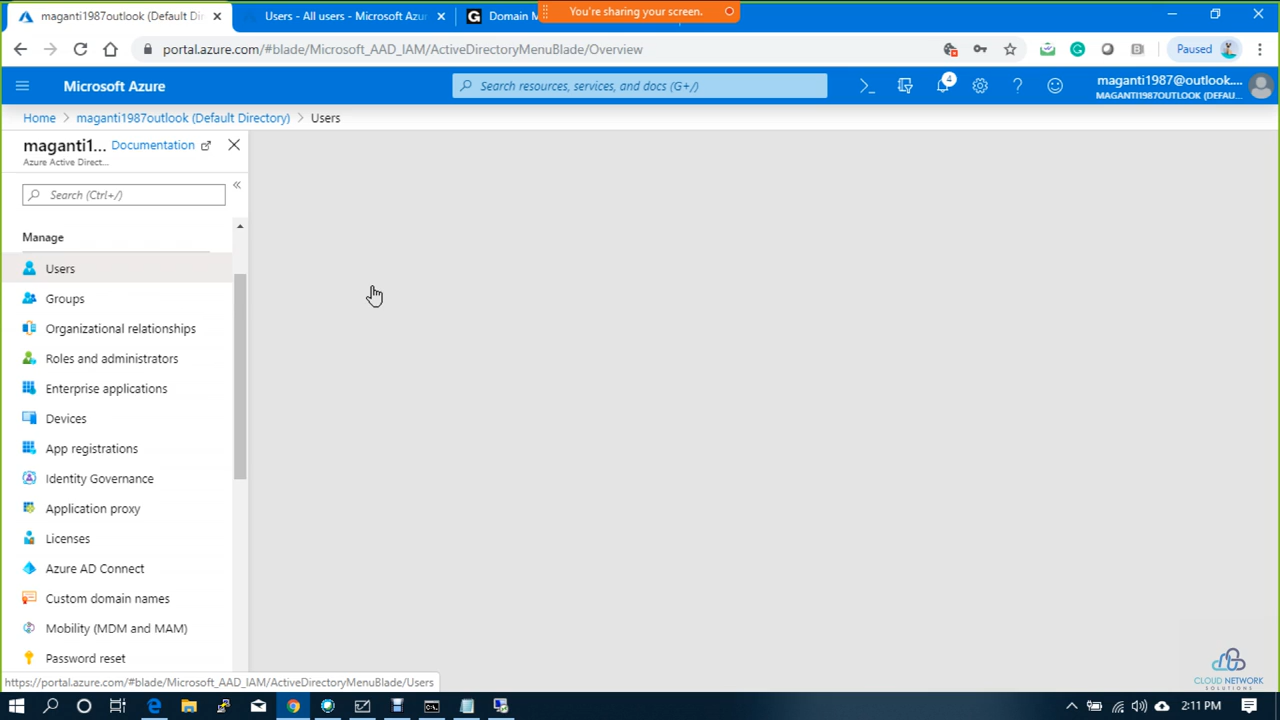 maganti1987outlook (Default Dir
Users - All users - Microsoft Azur
Domain M
You're sharing your screen.
portal.azure.com/#blade/Microsoft_AAD_IAM/ActiveDirectoryMenuBlade/Overview
Paused
Microsoft Azure
Search resources, services, and docs (G+/)
4
maganti1987@outlook....
MAGANTI1987OUTLOOK (DEFAU...
Home > maganti1987outlook (Default Directory) > Users
maganti1...
Documentation
Azure Active Direct...
Search (Ctrl+/)
Manage
Users
Groups
Organizational relationships
Roles and administrators
Enterprise applications
Devices
App registrations
Identity Governance
Application proxy
Licenses
Azure AD Connect
Custom domain names
Mobility (MDM and MAM)
Password reset
https://portal.azure.com/#blade/Microsoft_AAD_IAM/ActiveDirectoryMenuBlade/Users
CLOUD NETWORK
SOLUTIONS
2:11 PM